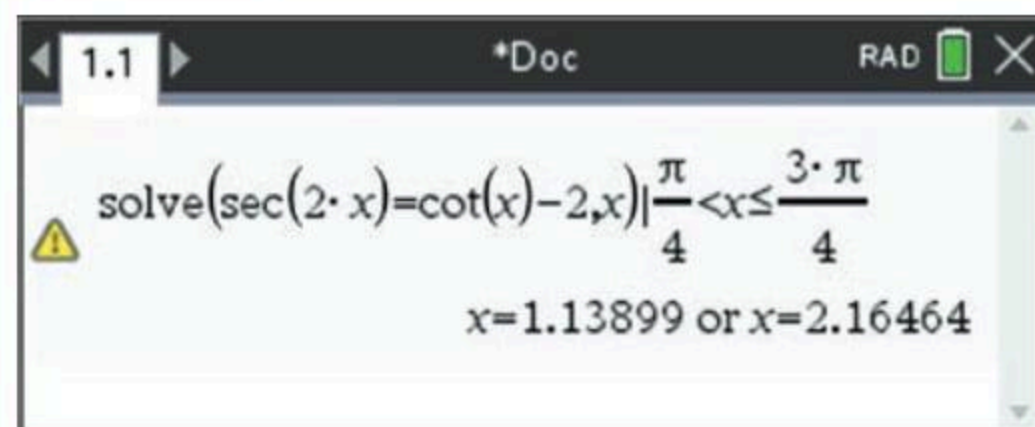 1.1 *Doc RAD
solve(sec(2·x)=cot(x)−2,x)|π/4<x≤3·π/4
x=1.13899 or x=2.16464